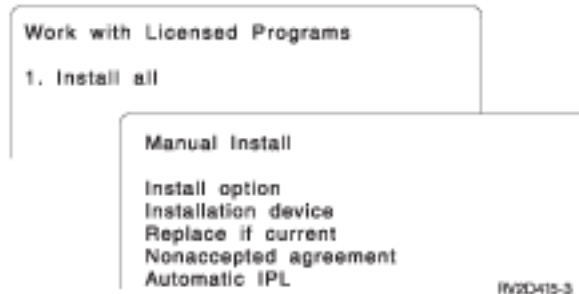 Work with Licensed Programs
1. Install all
Manual Install
Install option
Installation device
Replace if current
Nonaccepted agreement
Automatic IPL
RV2D415-3